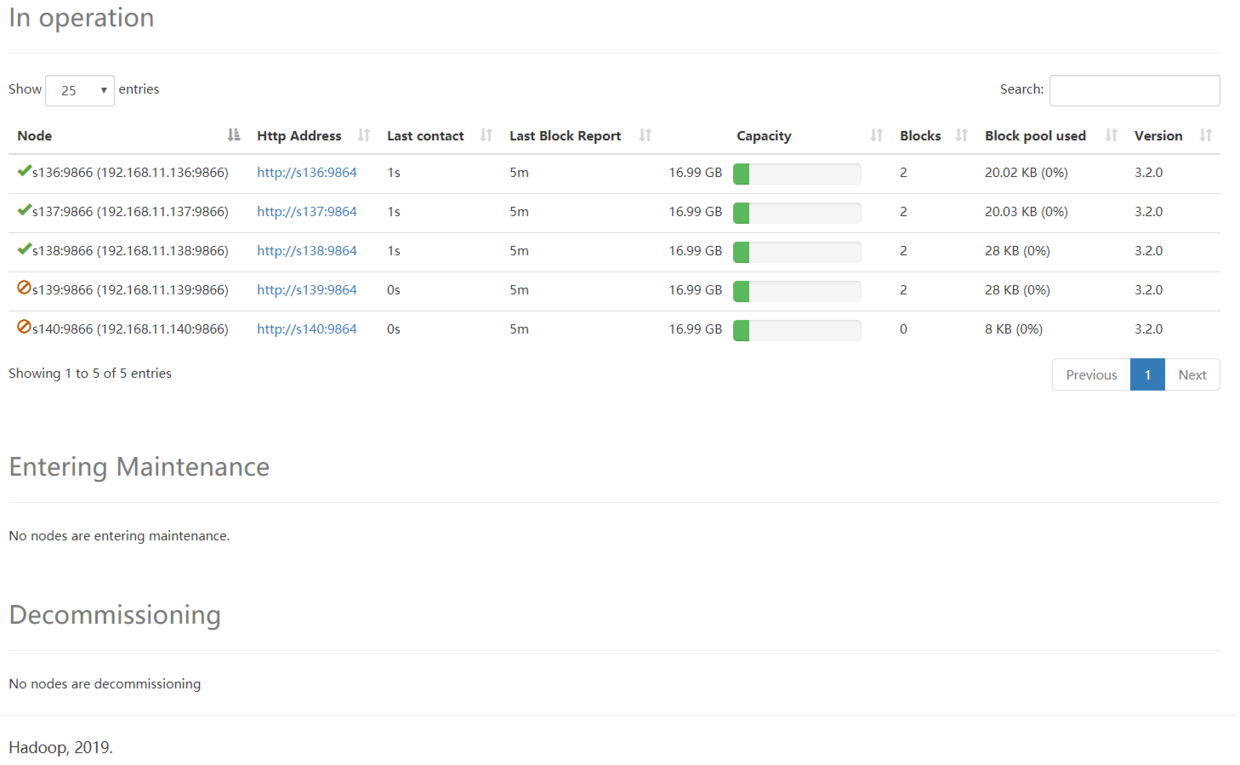 In operation
Show 25 entries Search:
Node Http Address Last contact Last Block Report Capacity Blocks Block pool used Version
s136:9866 (192.168.11.136:9866) http://s136:9864 1s 5m 16.99 GB 2 20.02 KB (0%) 3.2.0
s137:9866 (192.168.11.137:9866) http://s137:9864 1s 5m 16.99 GB 2 20.03 KB (0%) 3.2.0
s138:9866 (192.168.11.138:9866) http://s138:9864 1s 5m 16.99 GB 2 28 KB (0%) 3.2.0
s139:9866 (192.168.11.139:9866) http://s139:9864 0s 5m 16.99 GB 2 28 KB (0%) 3.2.0
s140:9866 (192.168.11.140:9866) http://s140:9864 0s 5m 16.99 GB 0 8 KB (0%) 3.2.0
Showing 1 to 5 of 5 entries Previous 1 Next
Entering Maintenance
No nodes are entering maintenance.
Decommissioning
No nodes are decommissioning
Hadoop, 2019.